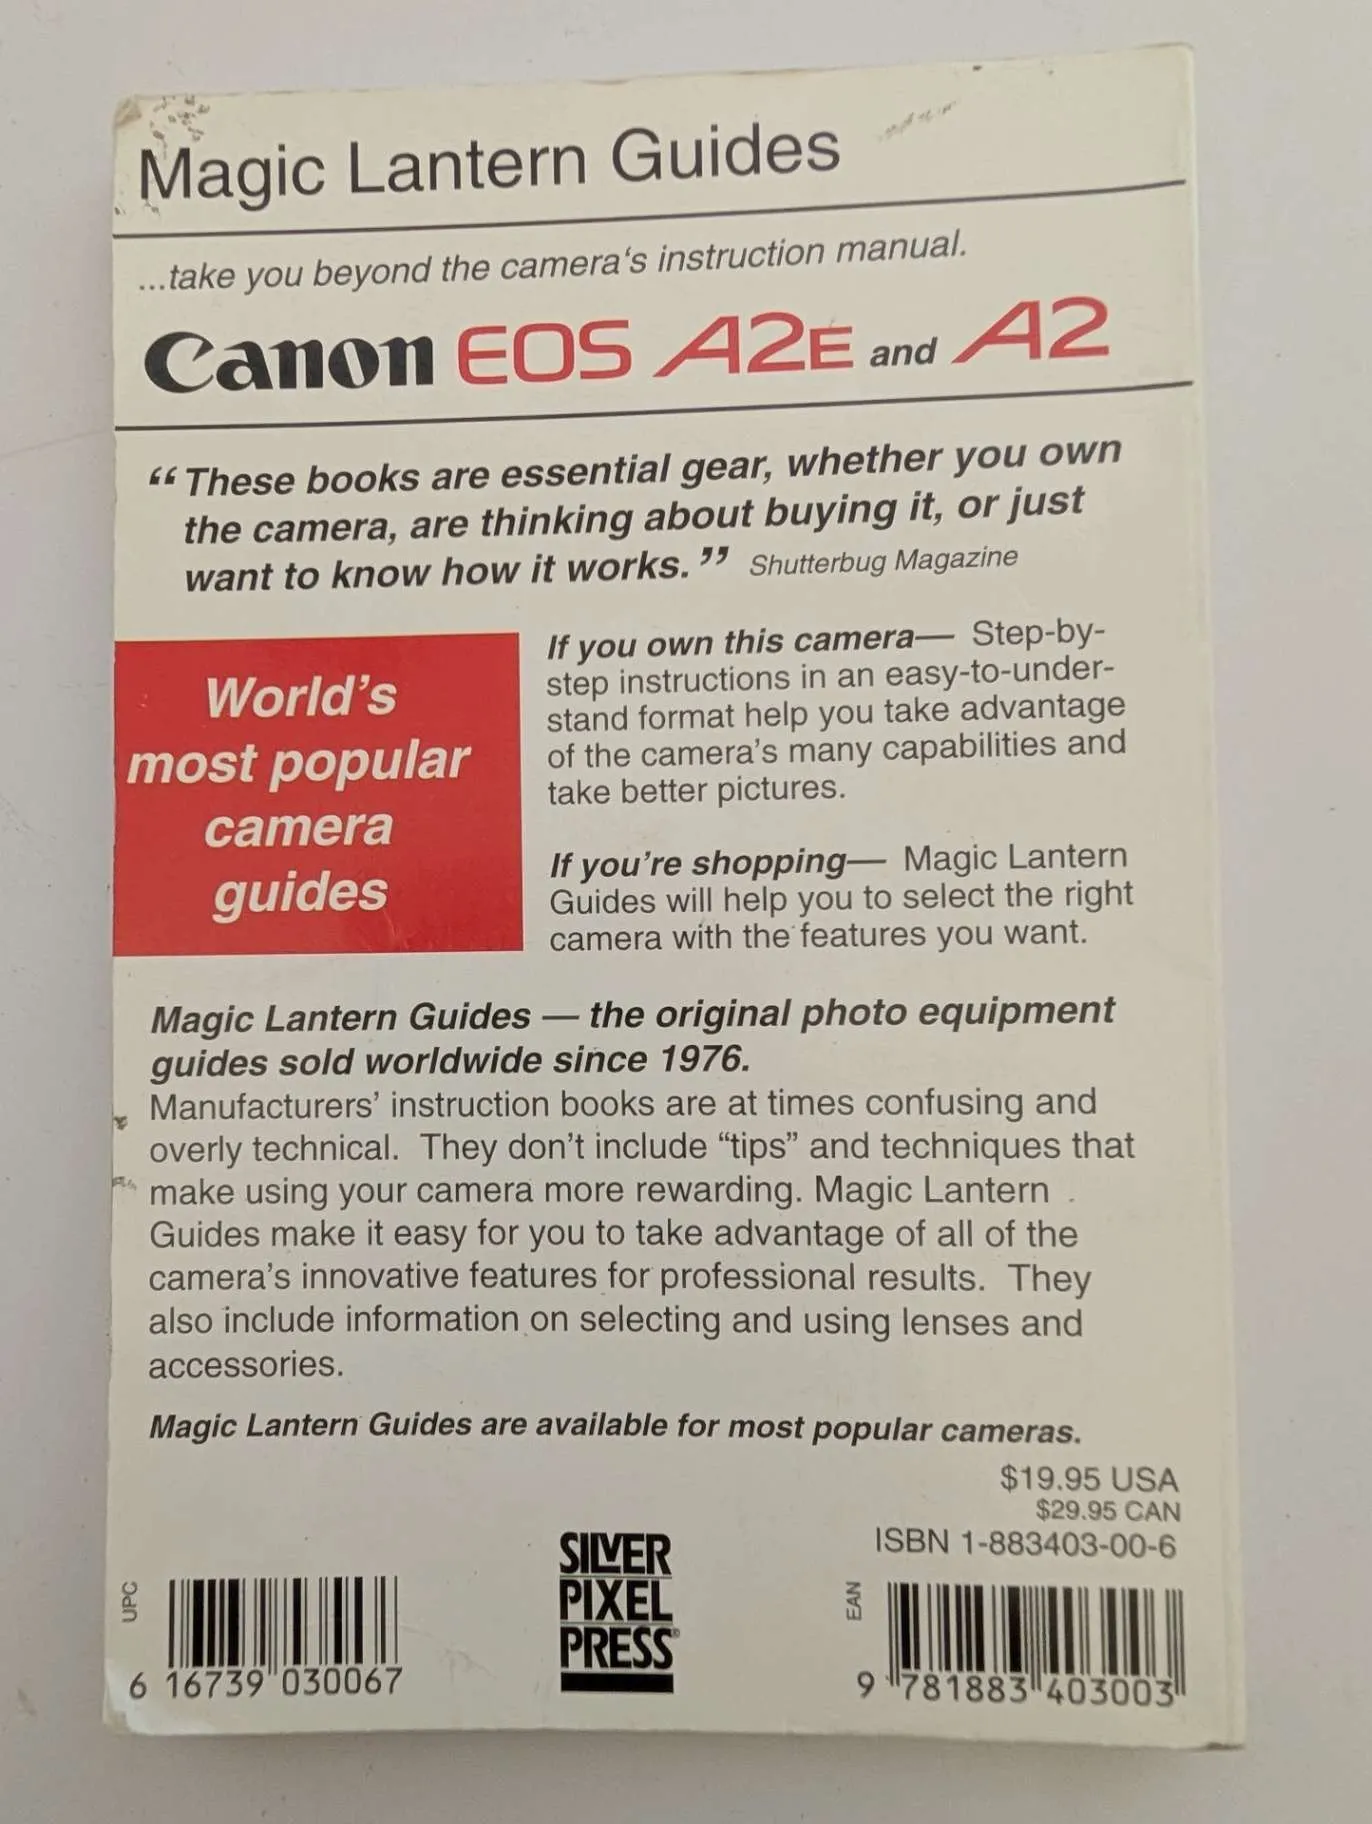 Magic Lantern Guides
...take you beyond the camera‘s instruction manual.
Canon EOS A2E and A2
“These books are essential gear, whether you own
the camera, are thinking about buying it, or just
want to know how it works.” Shutterbug Magazine
World’s
most popular
camera
guides
If you own this camera— Step-by-
step instructions in an easy-to-under-
stand format help you take advantage
of the camera’s many capabilities and
take better pictures.
If you’re shopping— Magic Lantern
Guides will help you to select the right
camera with the features you want.
Magic Lantern Guides — the original photo equipment
guides sold worldwide since 1976.
Manufacturers’ instruction books are at times confusing and
overly technical. They don’t include “tips” and techniques that
make using your camera more rewarding. Magic Lantern
Guides make it easy for you to take advantage of all of the
camera’s innovative features for professional results. They
also include information on selecting and using lenses and
accessories.
Magic Lantern Guides are available for most popular cameras.
$19.95 USA
$29.95 CAN
ISBN 1-883403-00-6
UPC
6 16739 030067
SILVER
PIXEL
PRESS®
EAN
9 781883 403003